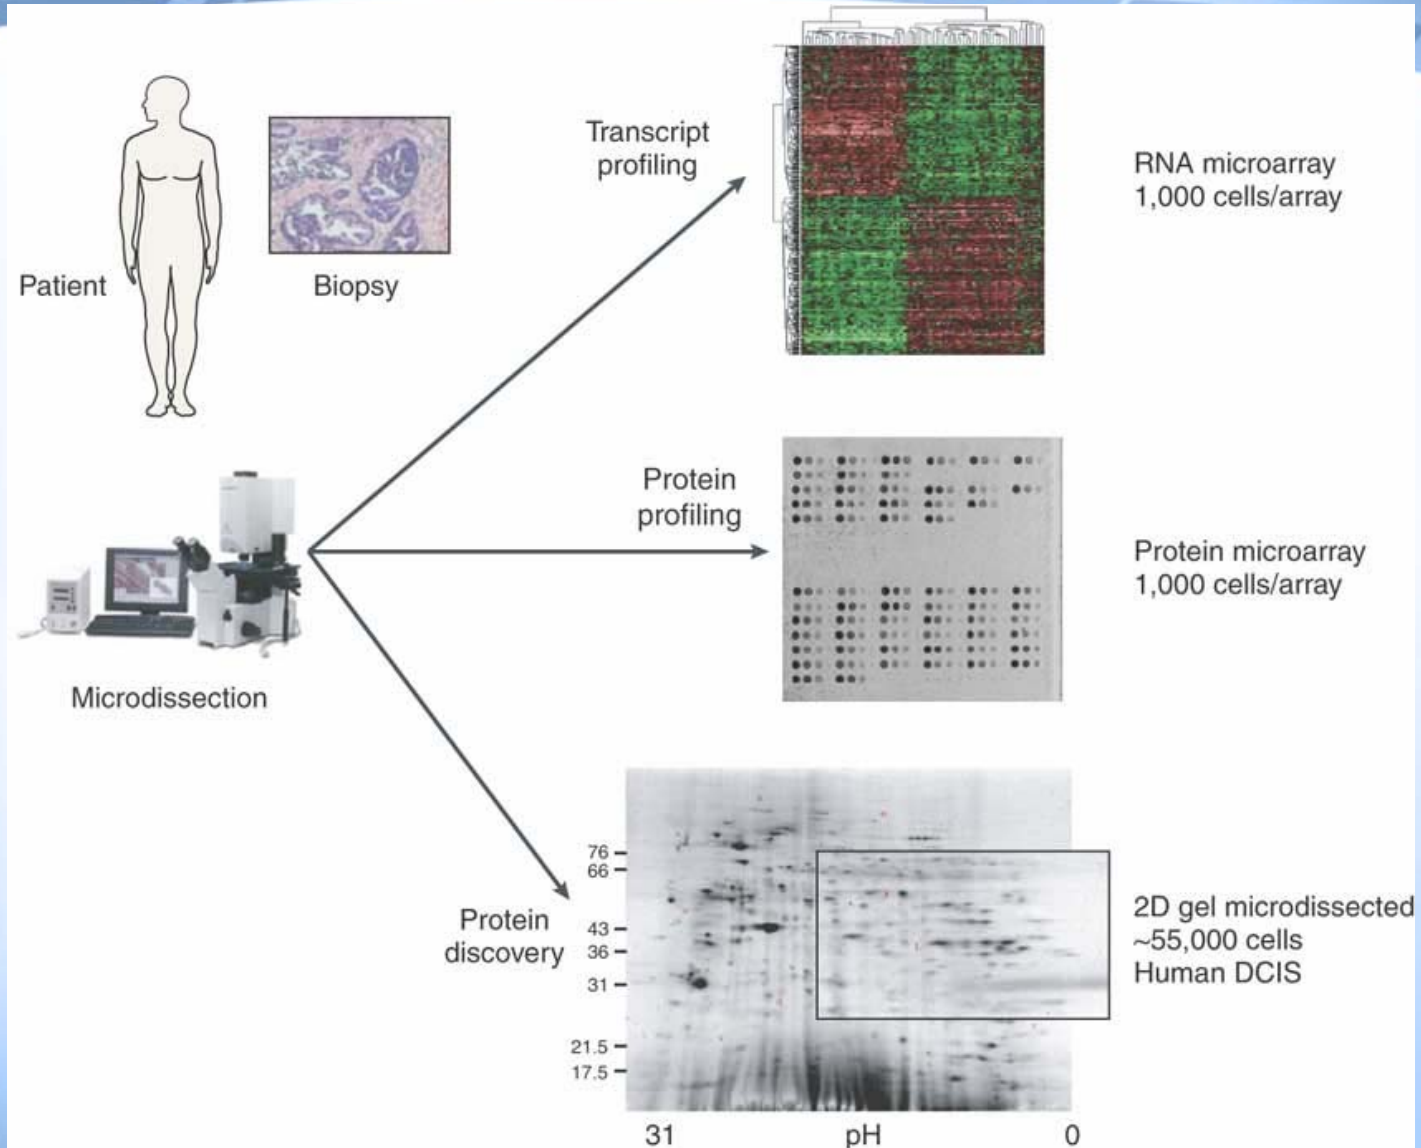 Patient
Biopsy
Microdissection
Transcript
profiling
RNA microarray
1,000 cells/array
Protein
profiling
Protein microarray
1,000 cells/array
Protein
discovery
76
66
43
36
31
21.5
17.5
31 pH 0
2D gel microdissected
~55,000 cells
Human DCIS